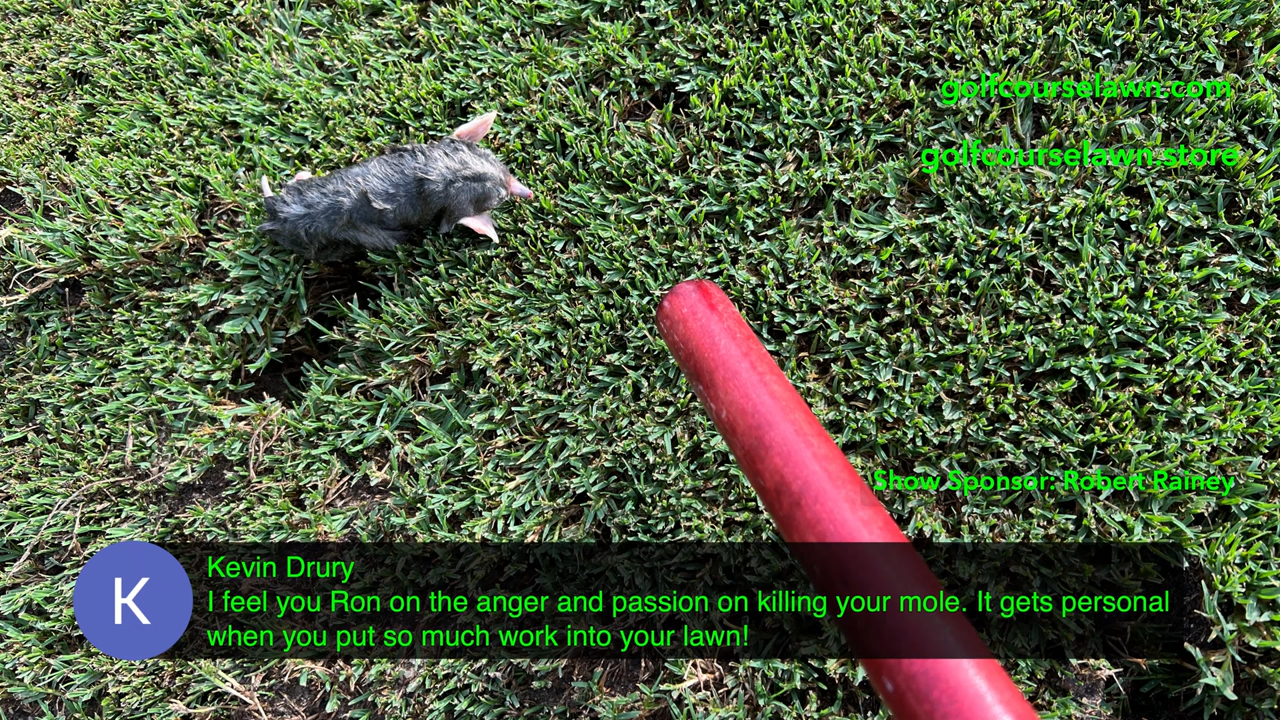 golfcourselawn.com
golfcourselawn.store
Show Sponsor: Robert Rainey
K
Kevin Drury
I feel you Ron on the anger and passion on killing your mole. It gets personal
when you put so much work into your lawn!